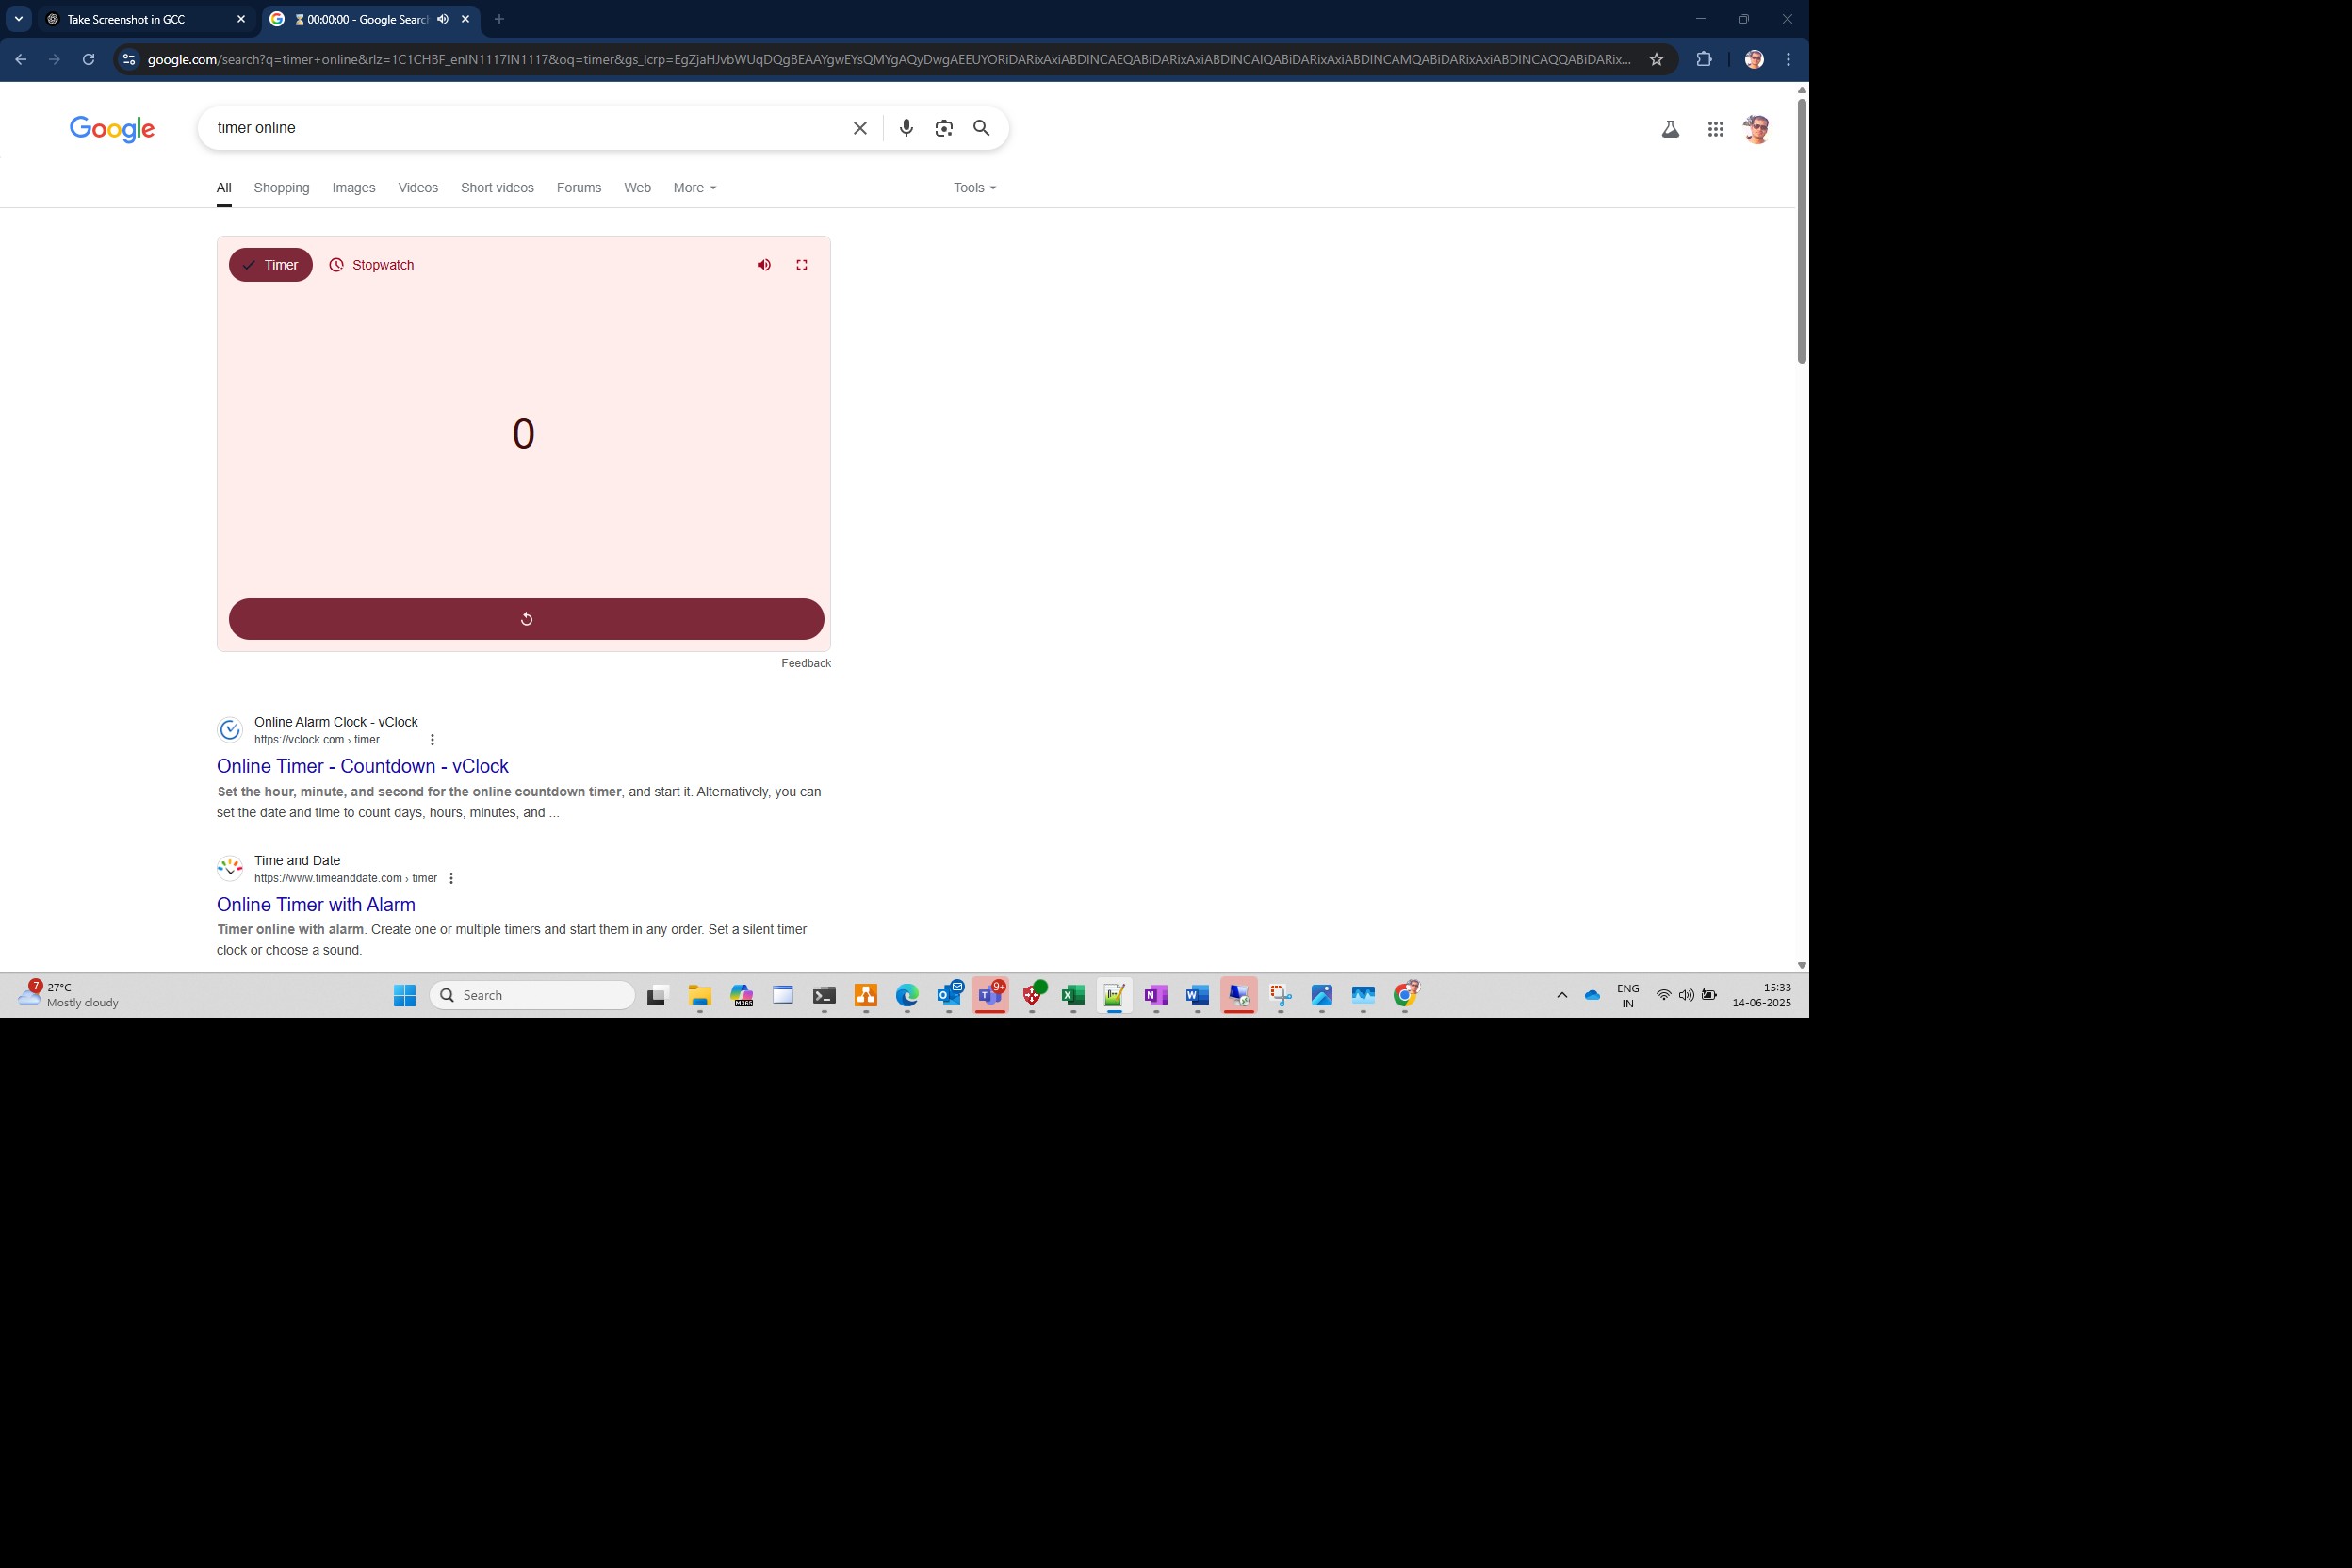 Take Screenshot in GCC
00:00:00 - Google Searc
google.com/search?q=timer+online&rlz=1C1CHBF_enIN1117IN1117&oq=timer&gs_lcrp=EgZjaHJvbWUqDQgBEAAYgwEYsQMYgAQyDwgAEEUYORiDARixAxiABDINCAEQABiDARixAxiABDINCAIQABiDARixAxiABDINCAMQABiDARixAxiABDINCAQQABiDARix...
Google
timer online
All Shopping Images Videos Short videos Forums Web More Tools
Timer Stopwatch
0
Feedback
Online Alarm Clock - vClock
https://vclock.com › timer
Online Timer - Countdown - vClock
Set the hour, minute, and second for the online countdown timer, and start it. Alternatively, you can
set the date and time to count days, hours, minutes, and ...
Time and Date
https://www.timeanddate.com › timer
Online Timer with Alarm
Timer online with alarm. Create one or multiple timers and start them in any order. Set a silent timer
clock or choose a sound.
7
27°C
Mostly cloudy
Search
M365
9+
ENG
IN
15:33
14-06-2025